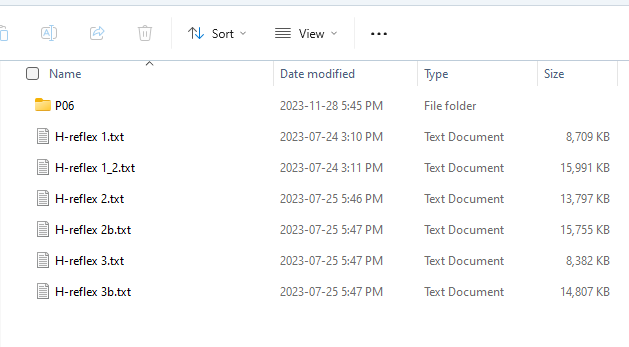 Sort View
Name Date modified Type Size
P06 2023-11-28 5:45 PM File folder
H-reflex 1.txt 2023-07-24 3:10 PM Text Document 8,709 KB
H-reflex 1_2.txt 2023-07-24 3:11 PM Text Document 15,991 KB
H-reflex 2.txt 2023-07-25 5:46 PM Text Document 13,797 KB
H-reflex 2b.txt 2023-07-25 5:47 PM Text Document 15,755 KB
H-reflex 3.txt 2023-07-25 5:47 PM Text Document 8,382 KB
H-reflex 3b.txt 2023-07-25 5:47 PM Text Document 14,807 KB